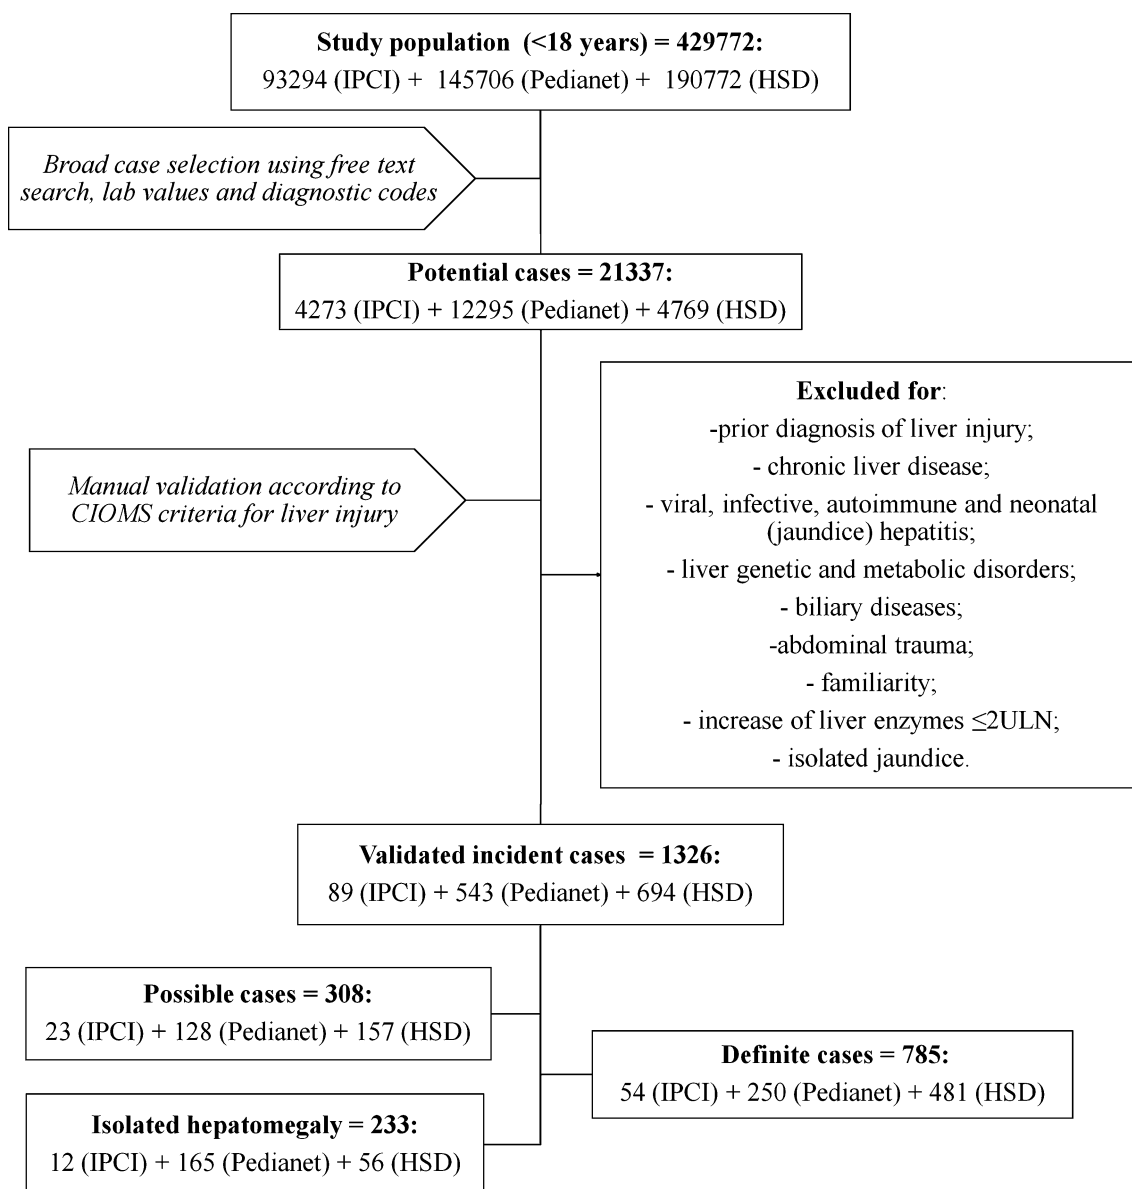 Study population (<18 years) = 429772:
93294 (IPCI) + 145706 (Pedianet) + 190772 (HSD)
Broad case selection using free text
search, lab values and diagnostic codes
Potential cases = 21337:
4273 (IPCI) + 12295 (Pedianet) + 4769 (HSD)
Excluded for:
-prior diagnosis of liver injury;
- chronic liver disease;
- viral, infective, autoimmune and neonatal
(jaundice) hepatitis;
- liver genetic and metabolic disorders;
- biliary diseases;
-abdominal trauma;
- familiarity;
- increase of liver enzymes ≤2ULN;
- isolated jaundice.
Manual validation according to
CIOMS criteria for liver injury
Validated incident cases = 1326:
89 (IPCI) + 543 (Pedianet) + 694 (HSD)
Possible cases = 308:
23 (IPCI) + 128 (Pedianet) + 157 (HSD)
Definite cases = 785:
54 (IPCI) + 250 (Pedianet) + 481 (HSD)
Isolated hepatomegaly = 233:
12 (IPCI) + 165 (Pedianet) + 56 (HSD)